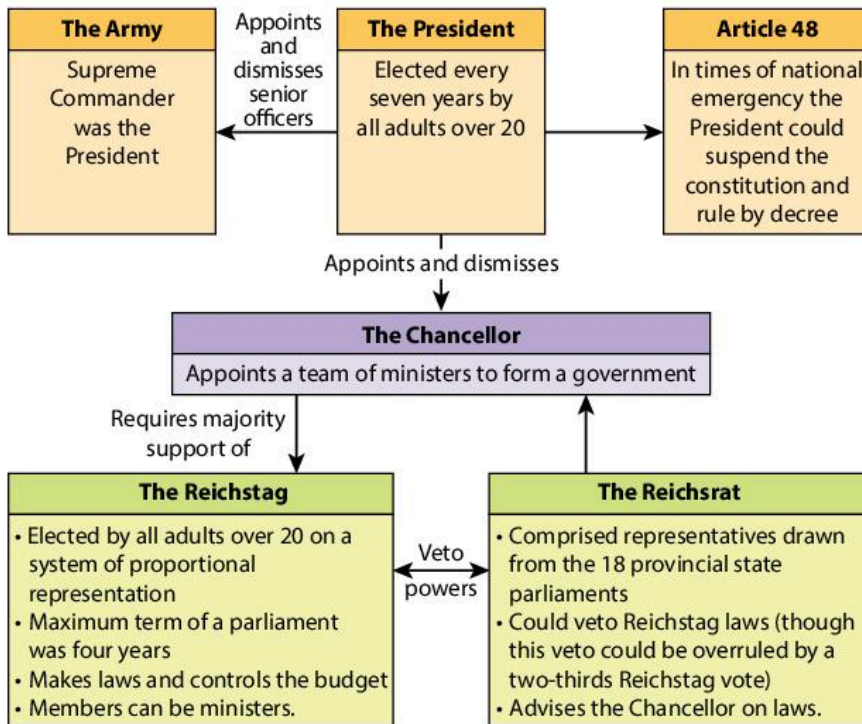 The Army
Supreme
Commander
was the
President
Appoints
and
dismisses
senior
officers
The President
Elected every
seven years by
all adults over 20
Article 48
In times of national
emergency the
President could
suspend the
constitution and
rule by decree
Appoints and dismisses
The Chancellor
Appoints a team of ministers to form a government
Requires majority
support of
The Reichstag
• Elected by all adults over 20 on a
system of proportional
representation
• Maximum term of a parliament
was four years
• Makes laws and controls the budget
• Members can be ministers.
Veto
powers
The Reichsrat
• Comprised representatives drawn
from the 18 provincial state
parliaments
• Could veto Reichstag laws (though
this veto could be overruled by a
two-thirds Reichstag vote)
• Advises the Chancellor on laws.